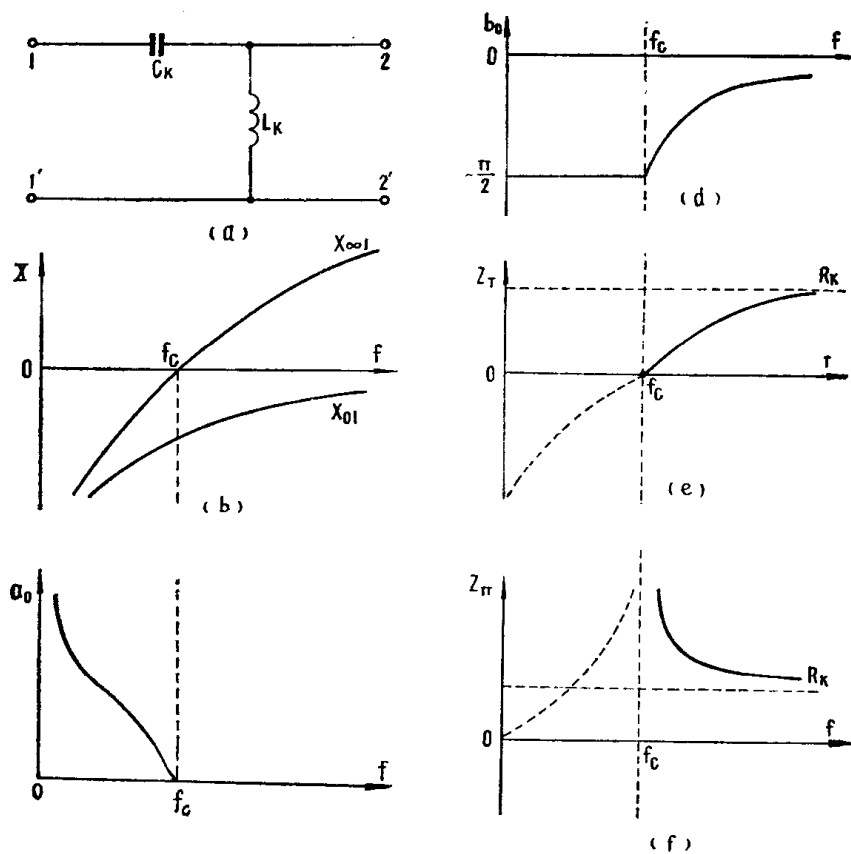 1
C_K
2
L_K
1'
2'
(a)
X
X_∞1
f_c
f
0
X_01
(b)
a_0
0
f_c
f
b_0
f_c
0
f
-π/2
(d)
Z_T
R_K
0
f_c
T
(e)
Z_π
R_K
0
f_c
f
(f)